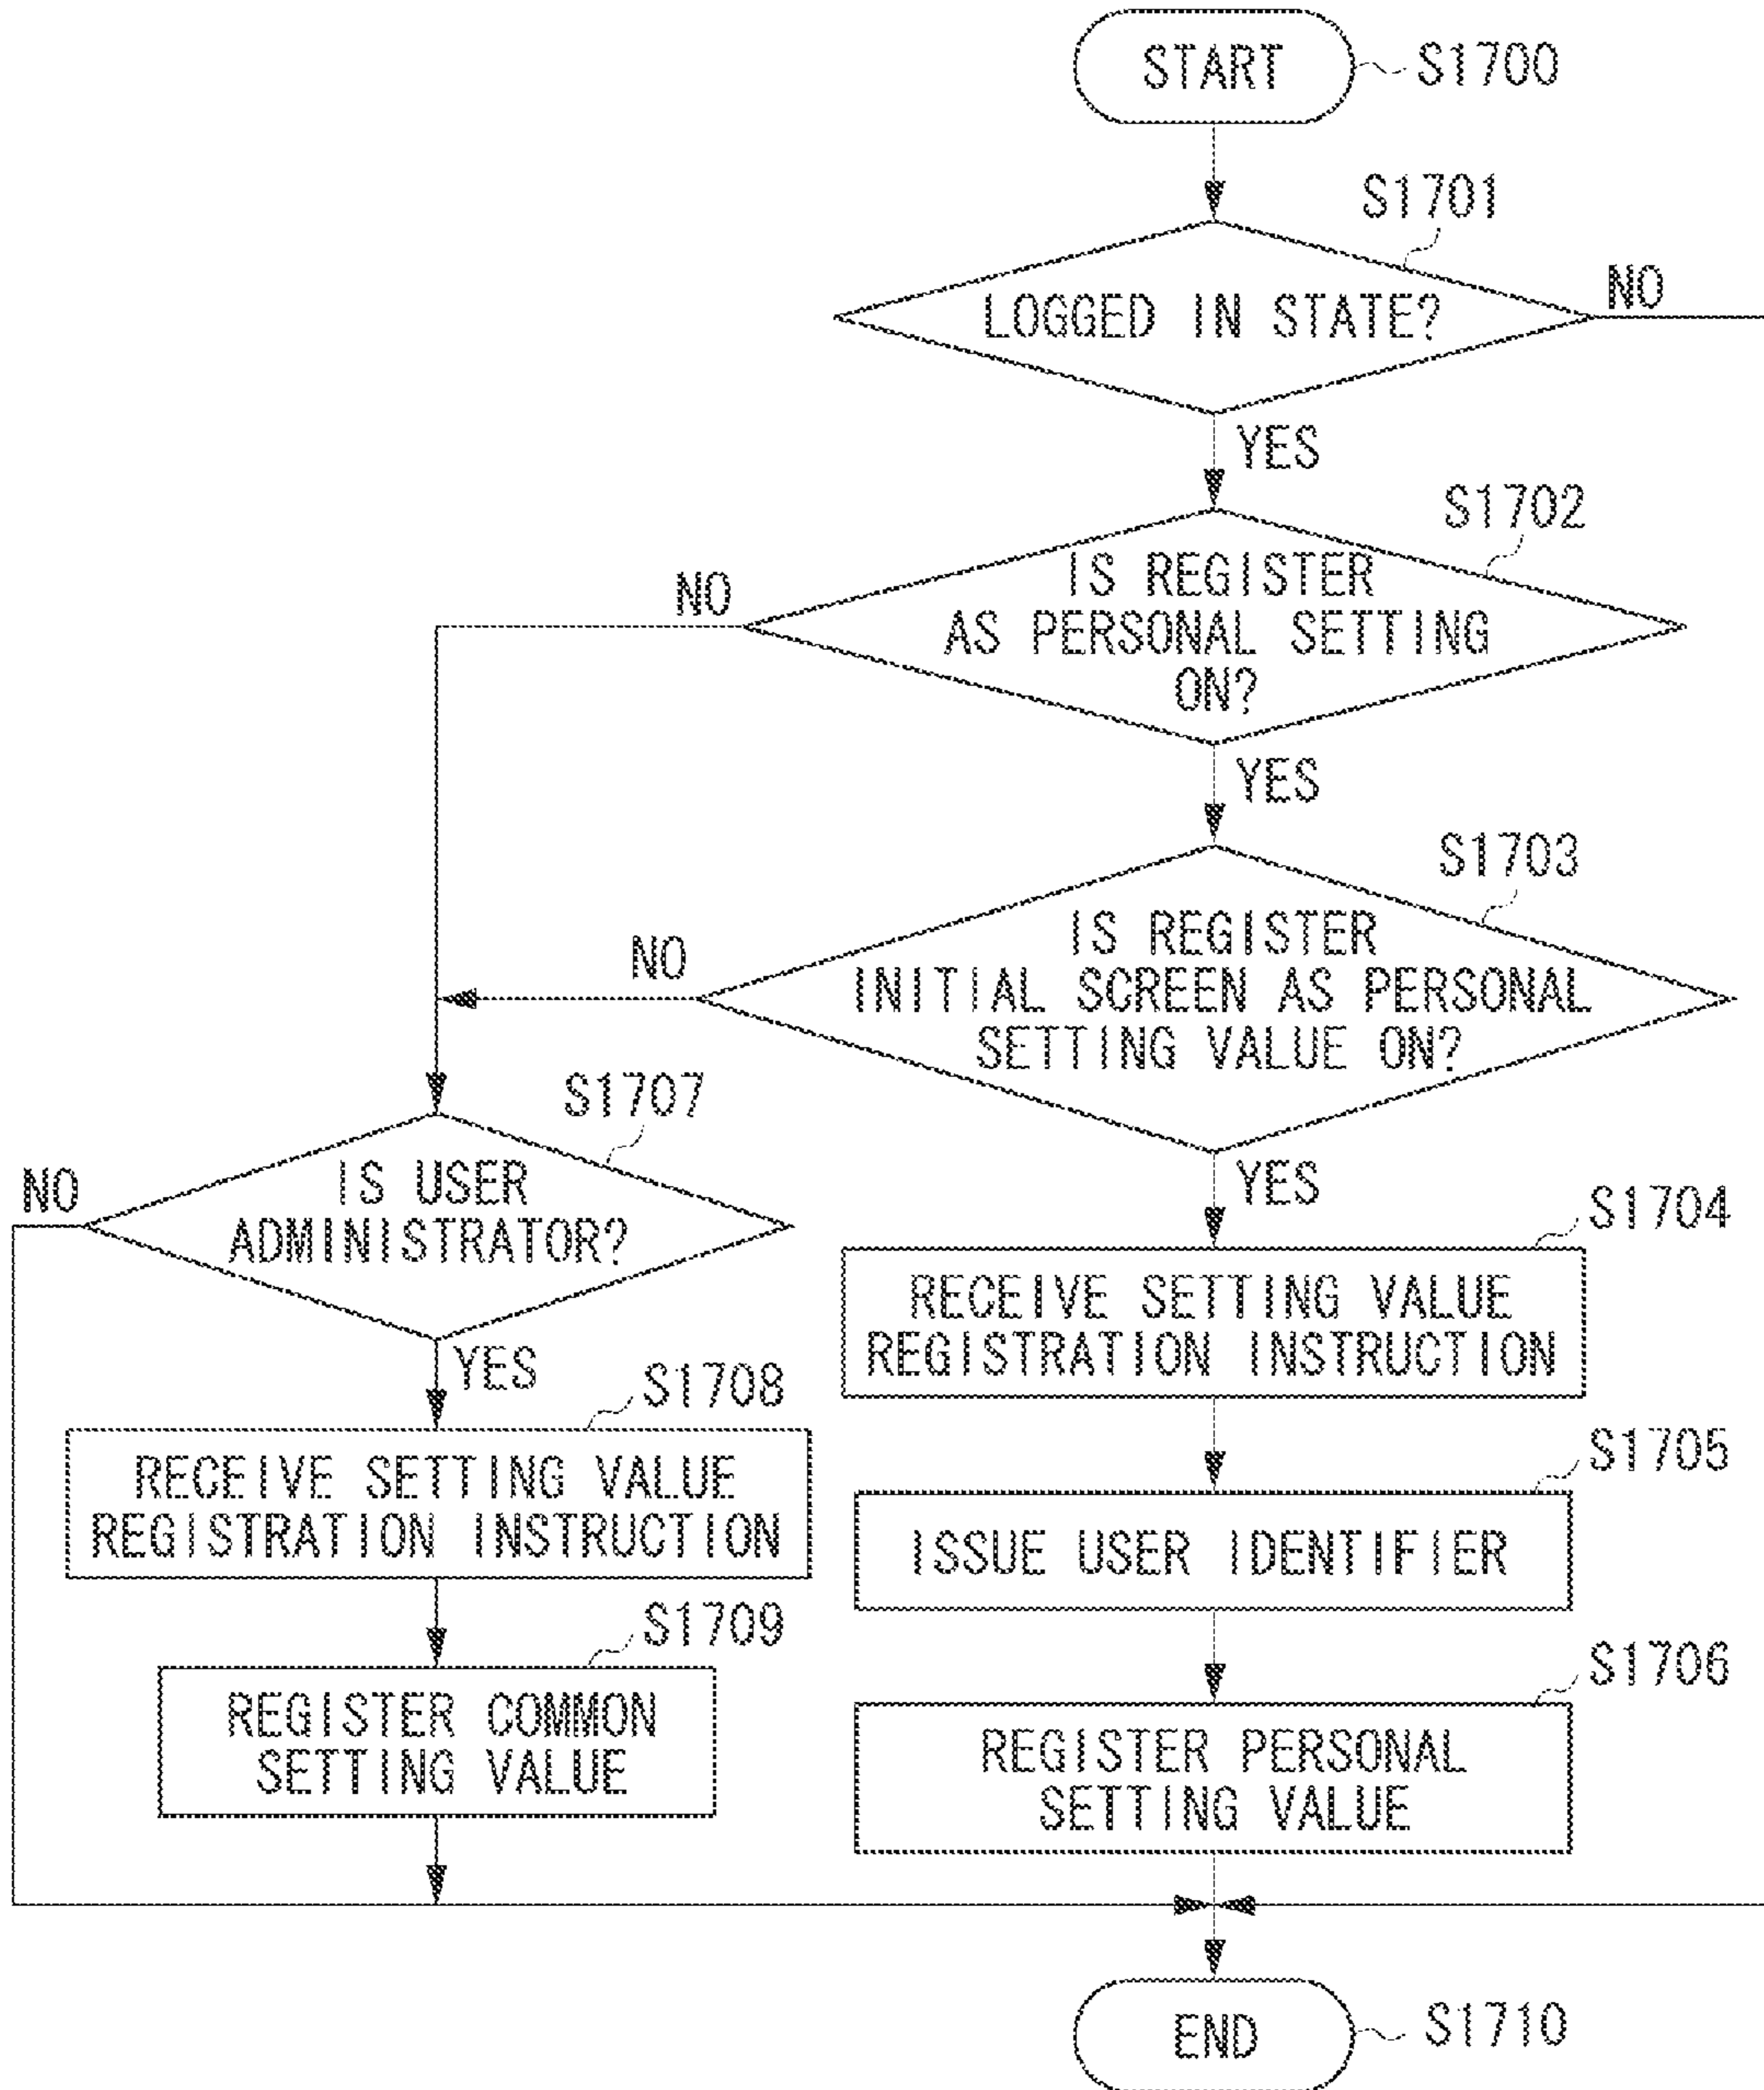 START
S1700
S1701
LOGGED IN STATE?
NO
YES
S1702
IS REGISTER
AS PERSONAL SETTING
ON?
NO
YES
S1703
IS REGISTER
INITIAL SCREEN AS PERSONAL
SETTING VALUE ON?
NO
YES
S1707
IS USER
ADMINISTRATOR?
NO
YES
S1704
RECEIVE SETTING VALUE
REGISTRATION INSTRUCTION
S1708
RECEIVE SETTING VALUE
REGISTRATION INSTRUCTION
S1705
ISSUE USER IDENTIFIER
S1709
REGISTER COMMON
SETTING VALUE
S1706
REGISTER PERSONAL
SETTING VALUE
END
S1710